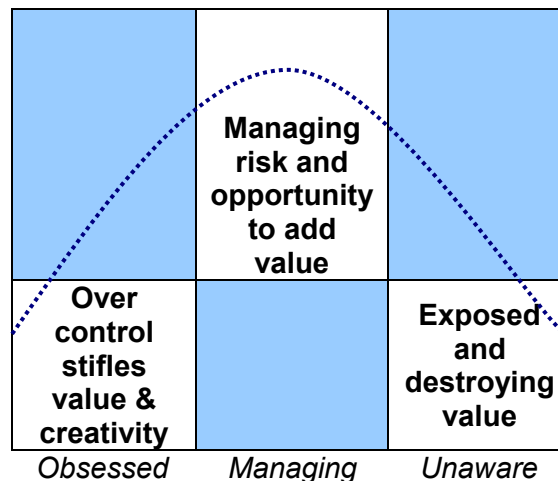 Managing
risk and
opportunity
to add
value
Over
control
stifles
value &
creativity
Exposed
and
destroying
value
Obsessed
Managing
Unaware